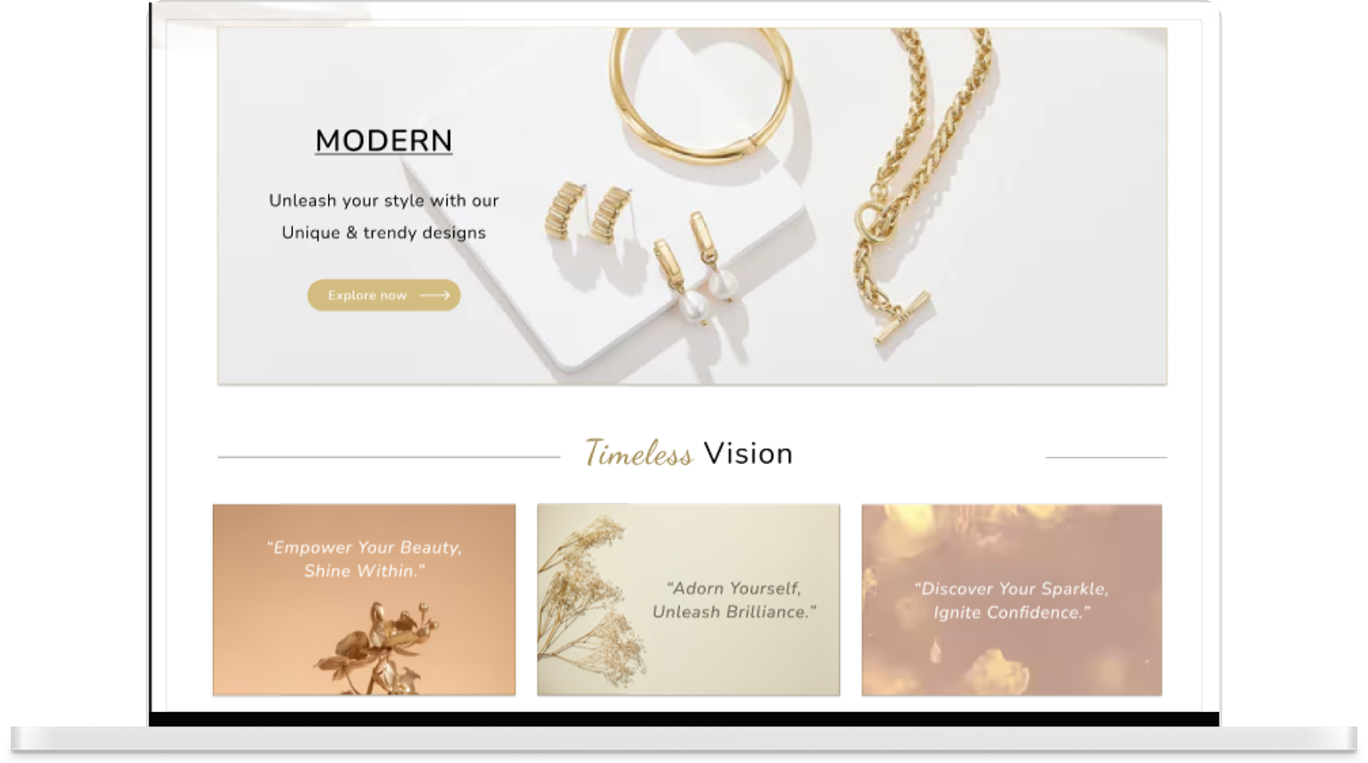 MODERN
Unleash your style with our
Unique & trendy designs
Explore now
Timeless Vision
“Empower Your Beauty,
Shine Within.”
“Adorn Yourself,
Unleash Brilliance.”
“Discover Your Sparkle,
Ignite Confidence.”